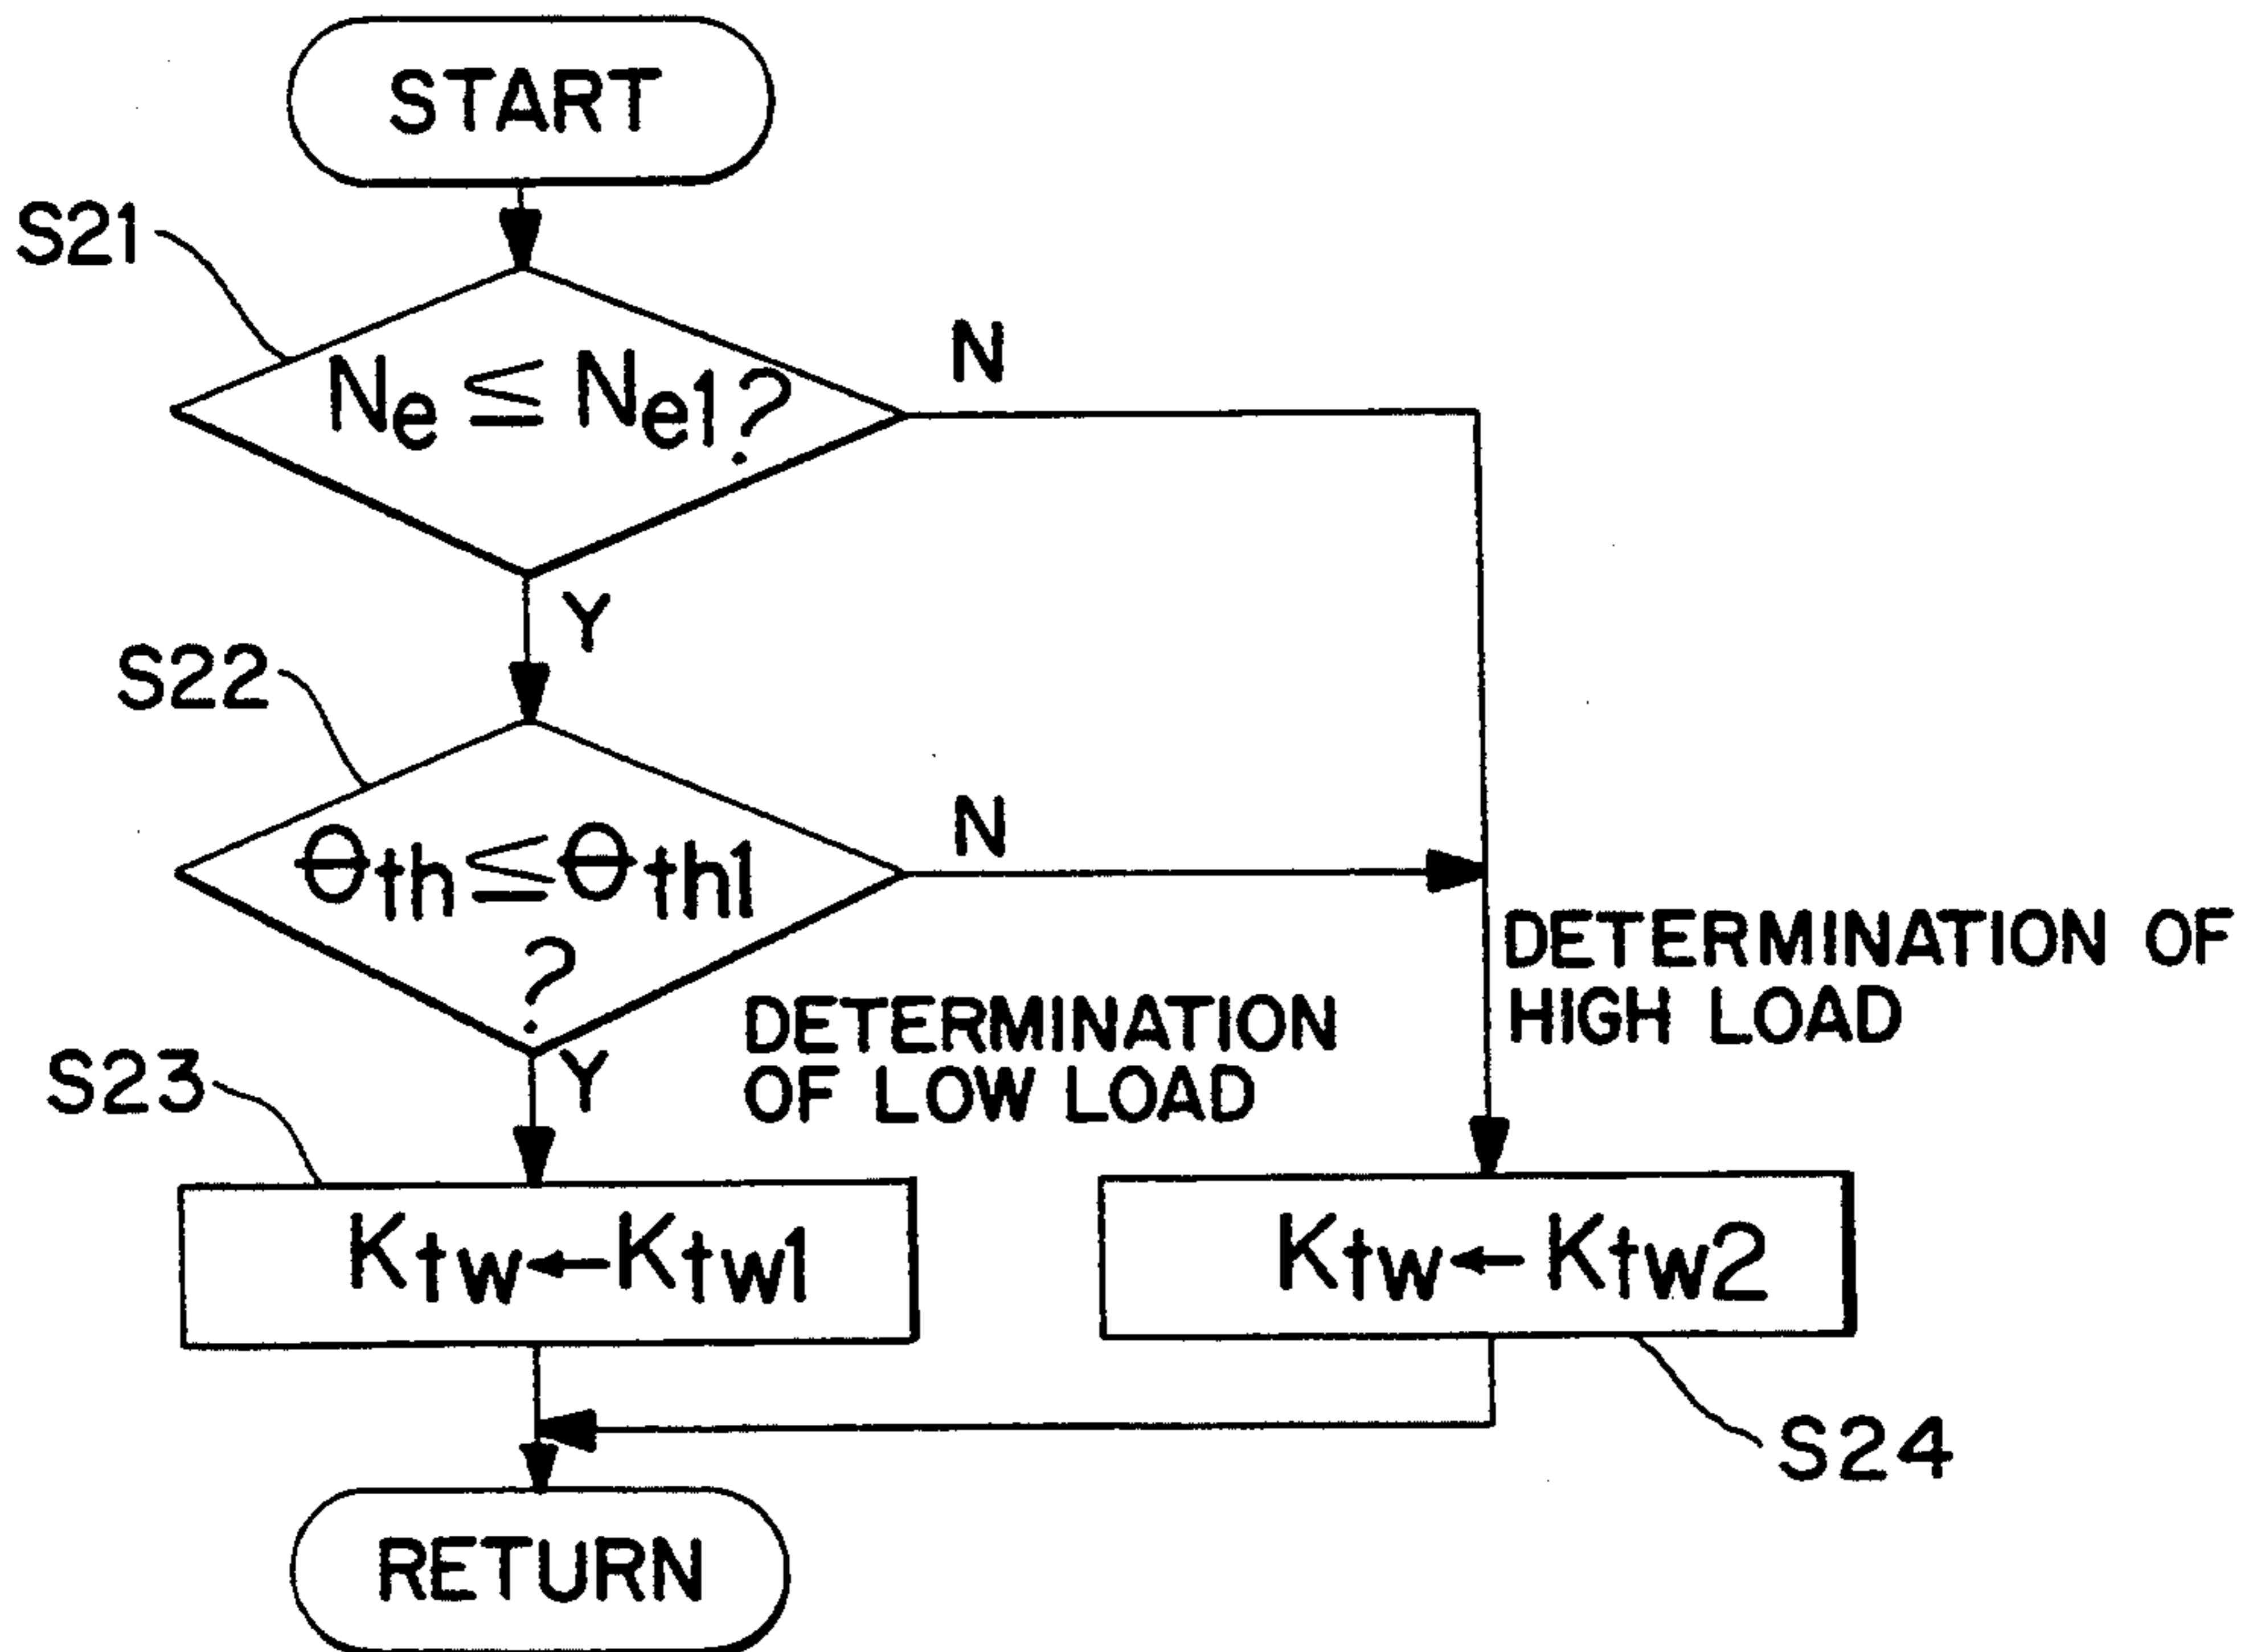 START
S21
Ne ≦ Ne1?
N
Y
S22
θth≦θth1
?
N
DETERMINATION OF
HIGH LOAD
Y
DETERMINATION
OF LOW LOAD
S23
Ktw←Ktw1
Ktw←Ktw2
S24
RETURN